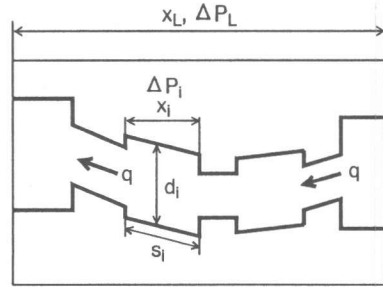 x_L, ΔP_L
ΔP_i
x_i
q
d_i
q
s_i